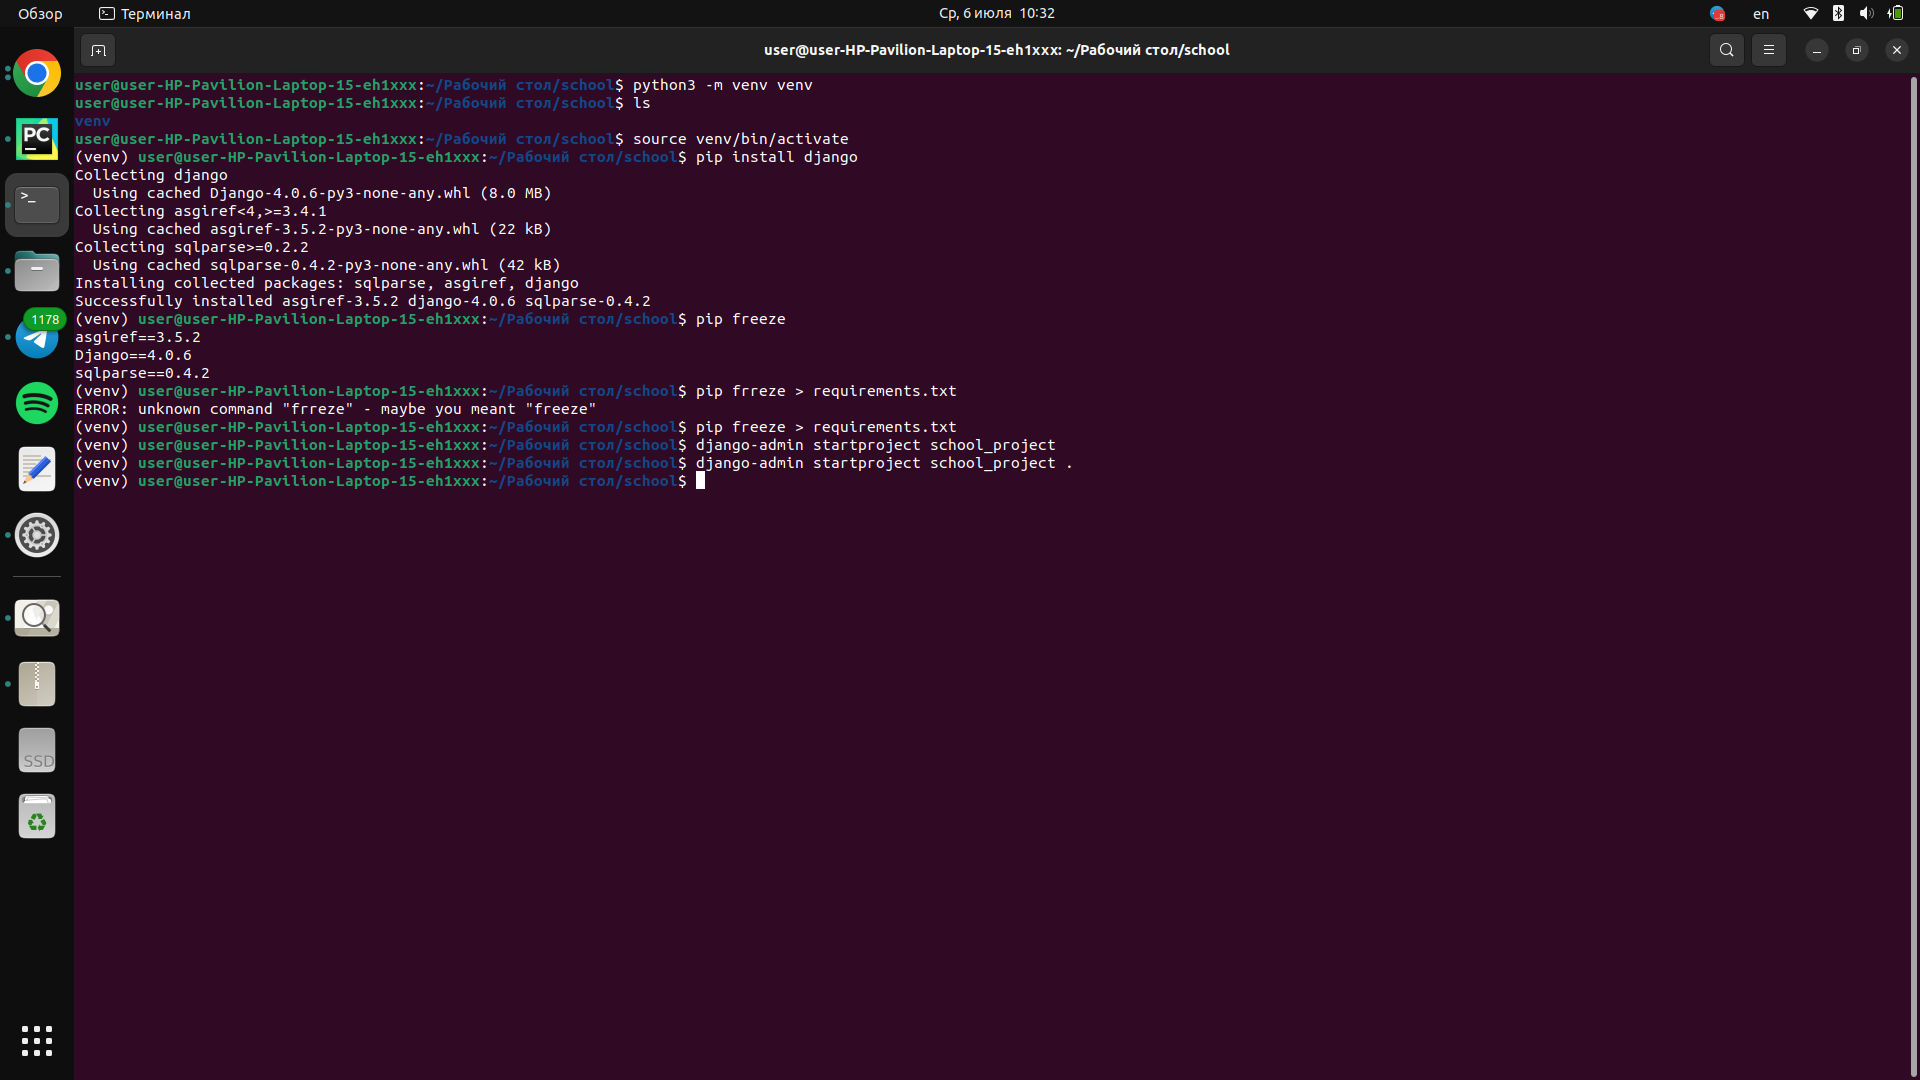 Обзор
Терминал
Ср, 6 июля 10:32
en
user@user-HP-Pavilion-Laptop-15-eh1xxx: ~/Рабочий стол/school
user@user-HP-Pavilion-Laptop-15-eh1xxx:~/Рабочий стол/school$ python3 -m venv venv
user@user-HP-Pavilion-Laptop-15-eh1xxx:~/Рабочий стол/school$ ls
venv
user@user-HP-Pavilion-Laptop-15-eh1xxx:~/Рабочий стол/school$ source venv/bin/activate
(venv) user@user-HP-Pavilion-Laptop-15-eh1xxx:~/Рабочий стол/school$ pip install django
Collecting django
  Using cached Django-4.0.6-py3-none-any.whl (8.0 MB)
Collecting asgiref<4,>=3.4.1
  Using cached asgiref-3.5.2-py3-none-any.whl (22 kB)
Collecting sqlparse>=0.2.2
  Using cached sqlparse-0.4.2-py3-none-any.whl (42 kB)
Installing collected packages: sqlparse, asgiref, django
Successfully installed asgiref-3.5.2 django-4.0.6 sqlparse-0.4.2
(venv) user@user-HP-Pavilion-Laptop-15-eh1xxx:~/Рабочий стол/school$ pip freeze
asgiref==3.5.2
Django==4.0.6
sqlparse==0.4.2
(venv) user@user-HP-Pavilion-Laptop-15-eh1xxx:~/Рабочий стол/school$ pip frreze > requirements.txt
ERROR: unknown command "frreze" - maybe you meant "freeze"
(venv) user@user-HP-Pavilion-Laptop-15-eh1xxx:~/Рабочий стол/school$ pip freeze > requirements.txt
(venv) user@user-HP-Pavilion-Laptop-15-eh1xxx:~/Рабочий стол/school$ django-admin startproject school_project
(venv) user@user-HP-Pavilion-Laptop-15-eh1xxx:~/Рабочий стол/school$ django-admin startproject school_project .
(venv) user@user-HP-Pavilion-Laptop-15-eh1xxx:~/Рабочий стол/school$
PC
>_
1178
SSD